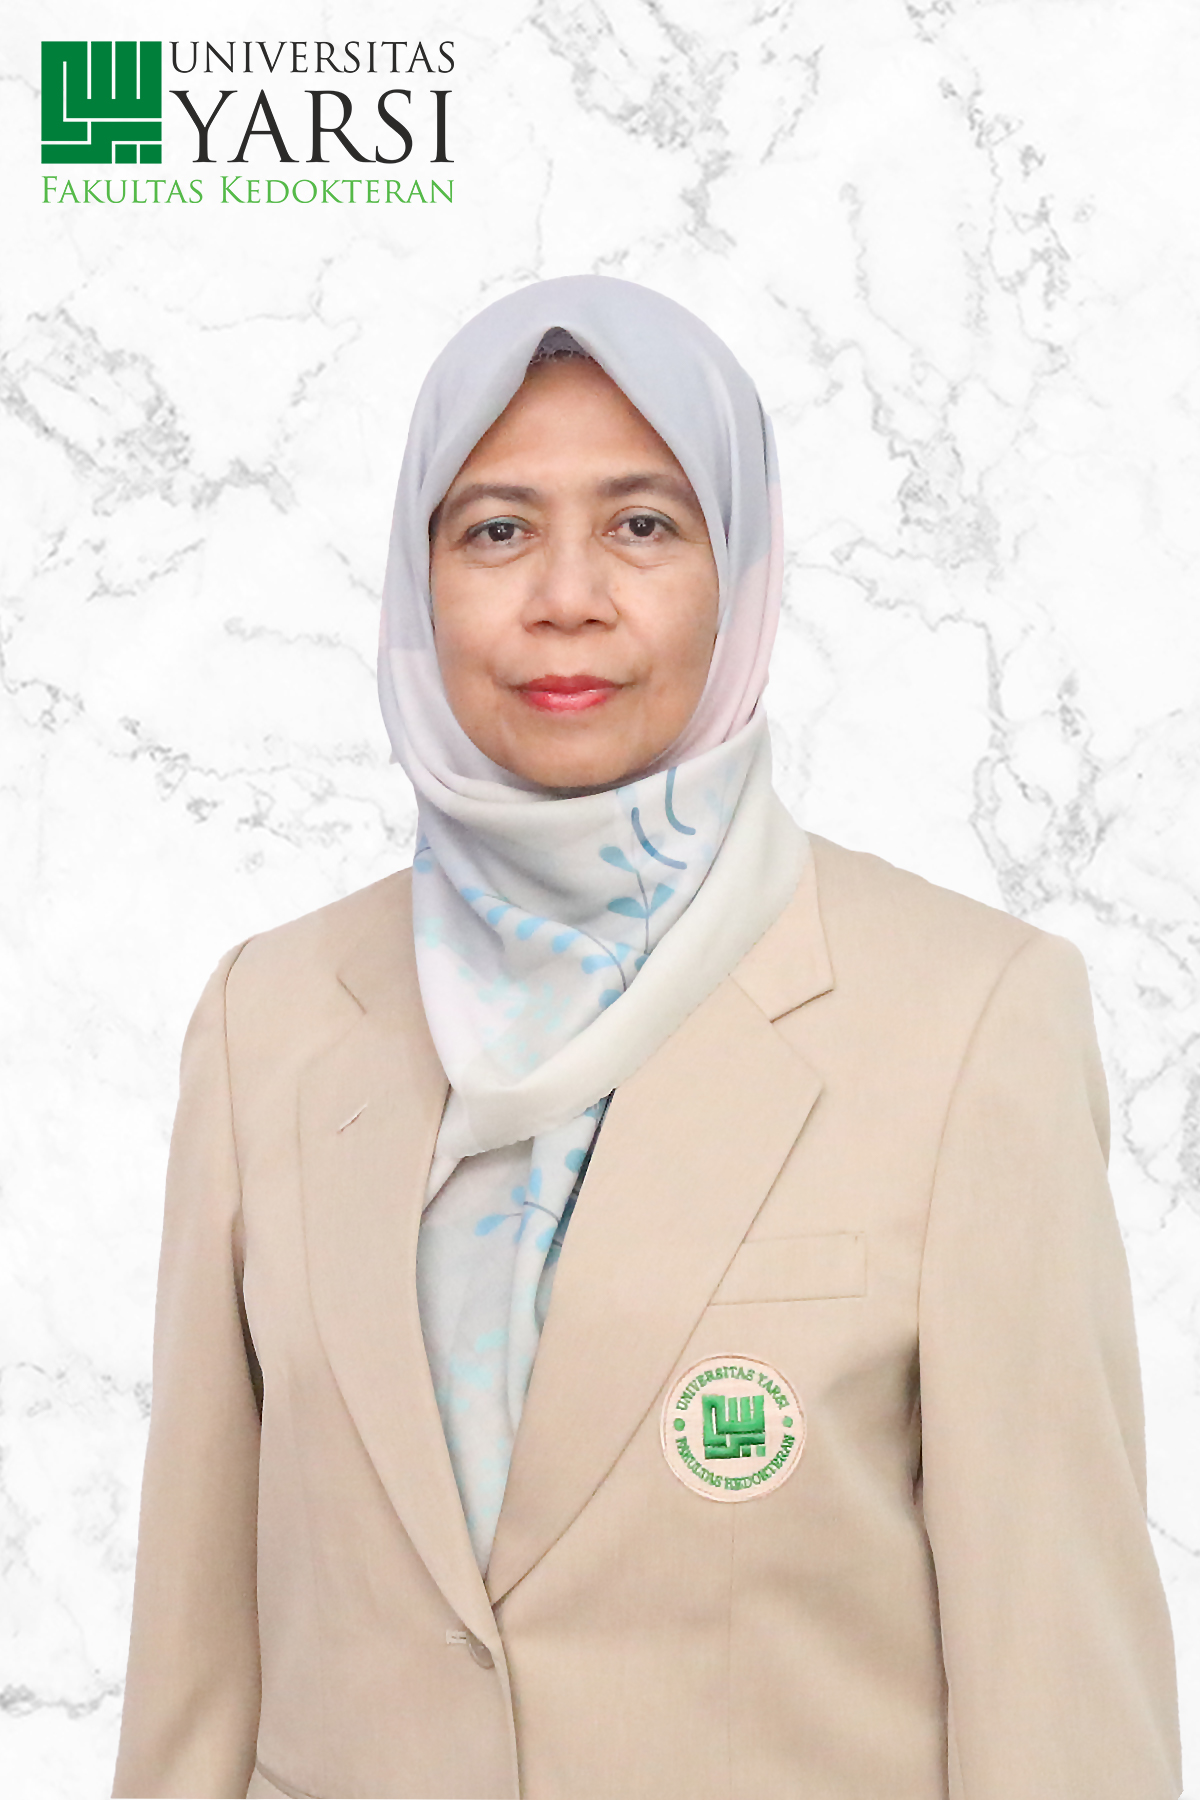 UNIVERSITAS
YARSI
FAKULTAS KEDOKTERAN
UNIVERSITAS YARSI
FAKULTAS KEDOKTERAN